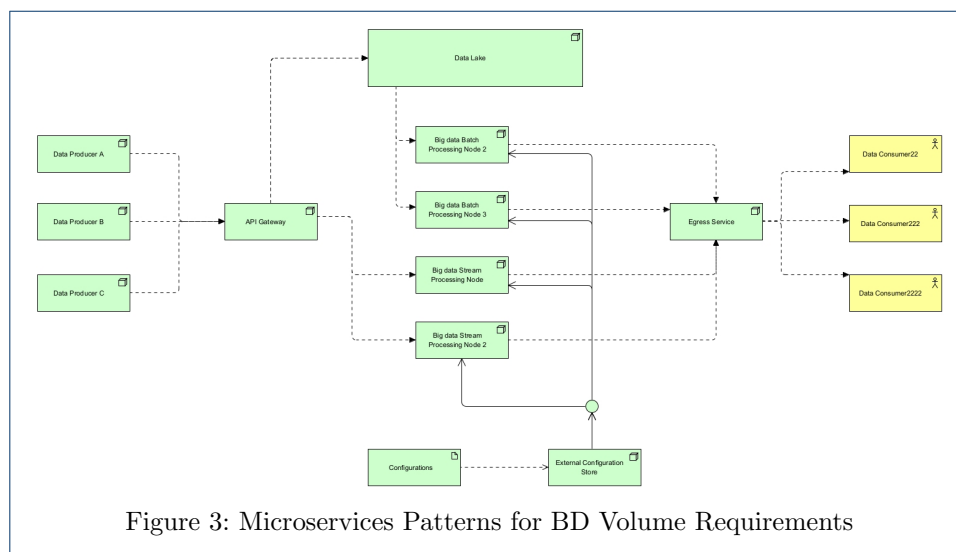 Data Lake
Data Producer A
Big data Batch
Processing Node 2
Data Consumer22
Data Producer B
API Gateway
Big data Batch
Processing Node 3
Egress Service
Data Consumer222
Data Producer C
Big data Stream
Processing Node
Data Consumer2222
Big data Stream
Processing Node 2
Configurations
External Configuration
Store
Figure 3: Microservices Patterns for BD Volume Requirements